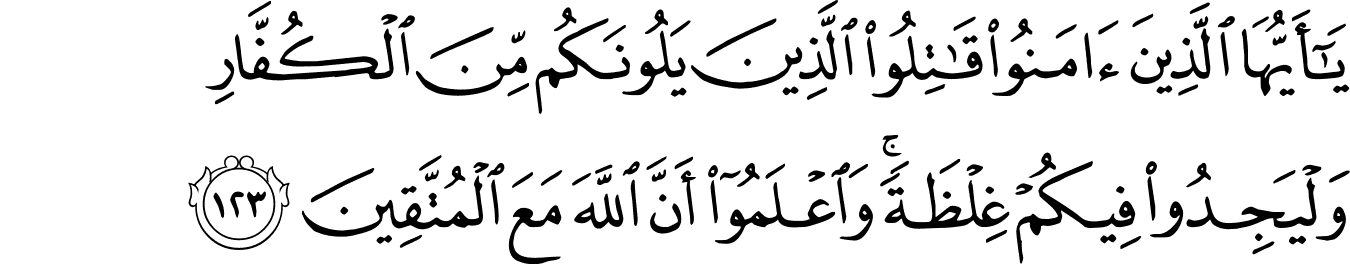 يَـٰٓأَيُّهَا ٱلَّذِينَ ءَامَنُوا۟ قَـٰتِلُوا۟ ٱلَّذِينَ يَلُونَكُم مِّنَ ٱلْكُفَّارِ
وَلْيَجِدُوا۟ فِيكُمْ غِلْظَةً ۚ وَٱعْلَمُوٓا۟ أَنَّ ٱللَّهَ مَعَ ٱلْمُتَّقِينَ ١٢٣